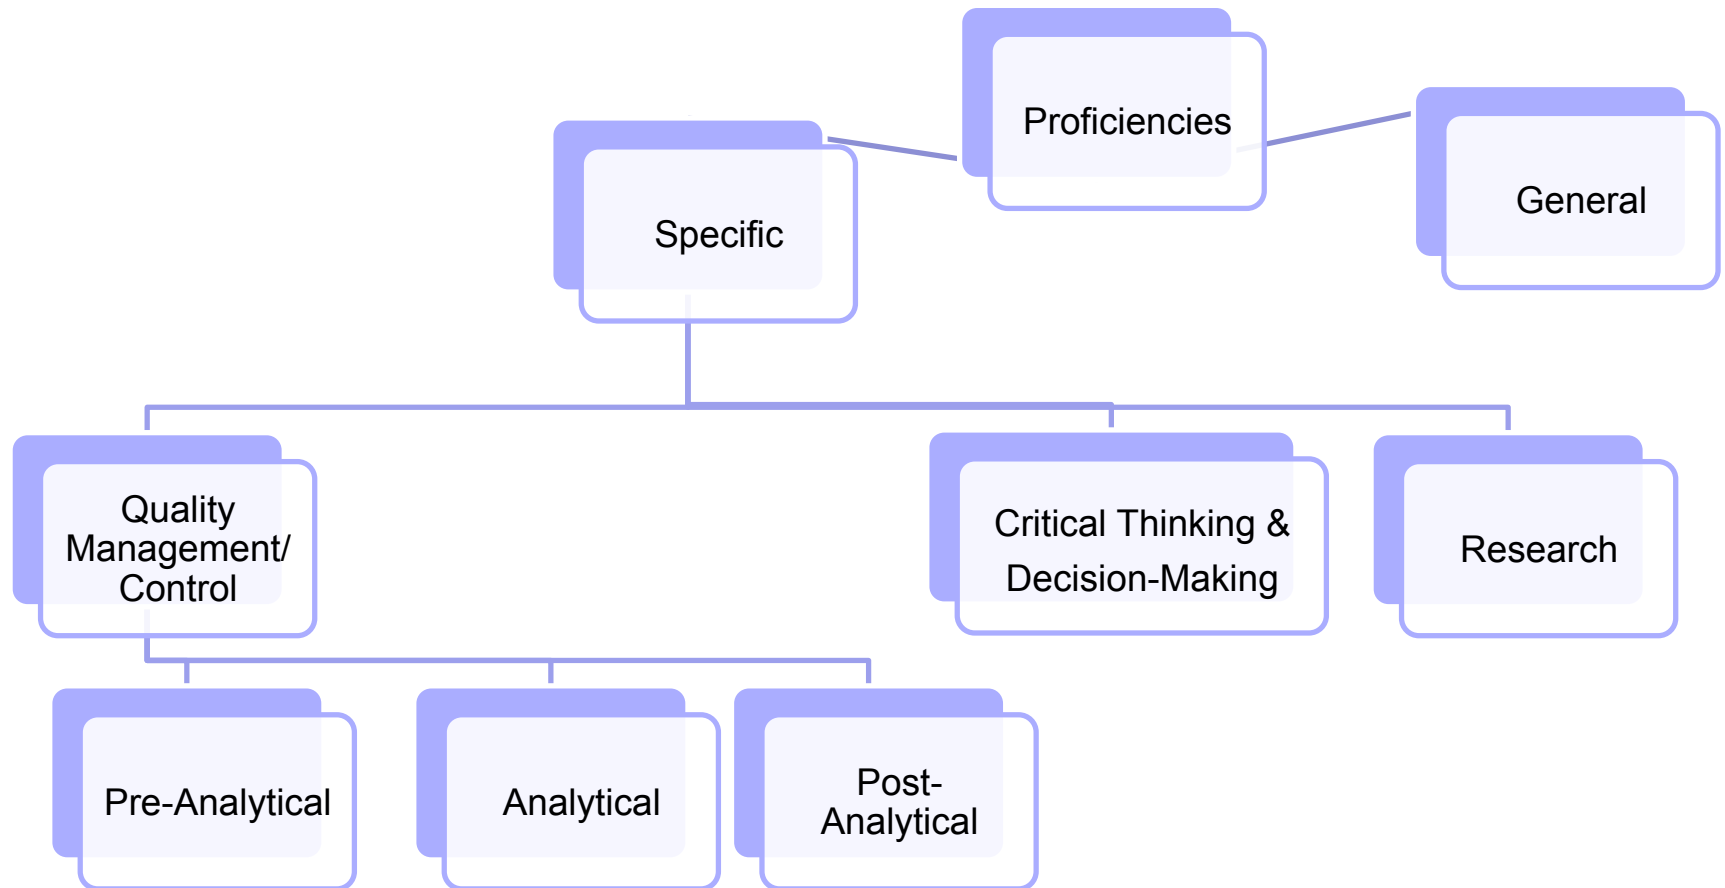 Proficiencies
General
Specific
Quality
Management/
Control
Critical Thinking &
Decision-Making
Research
Pre-Analytical
Analytical
Post-
Analytical